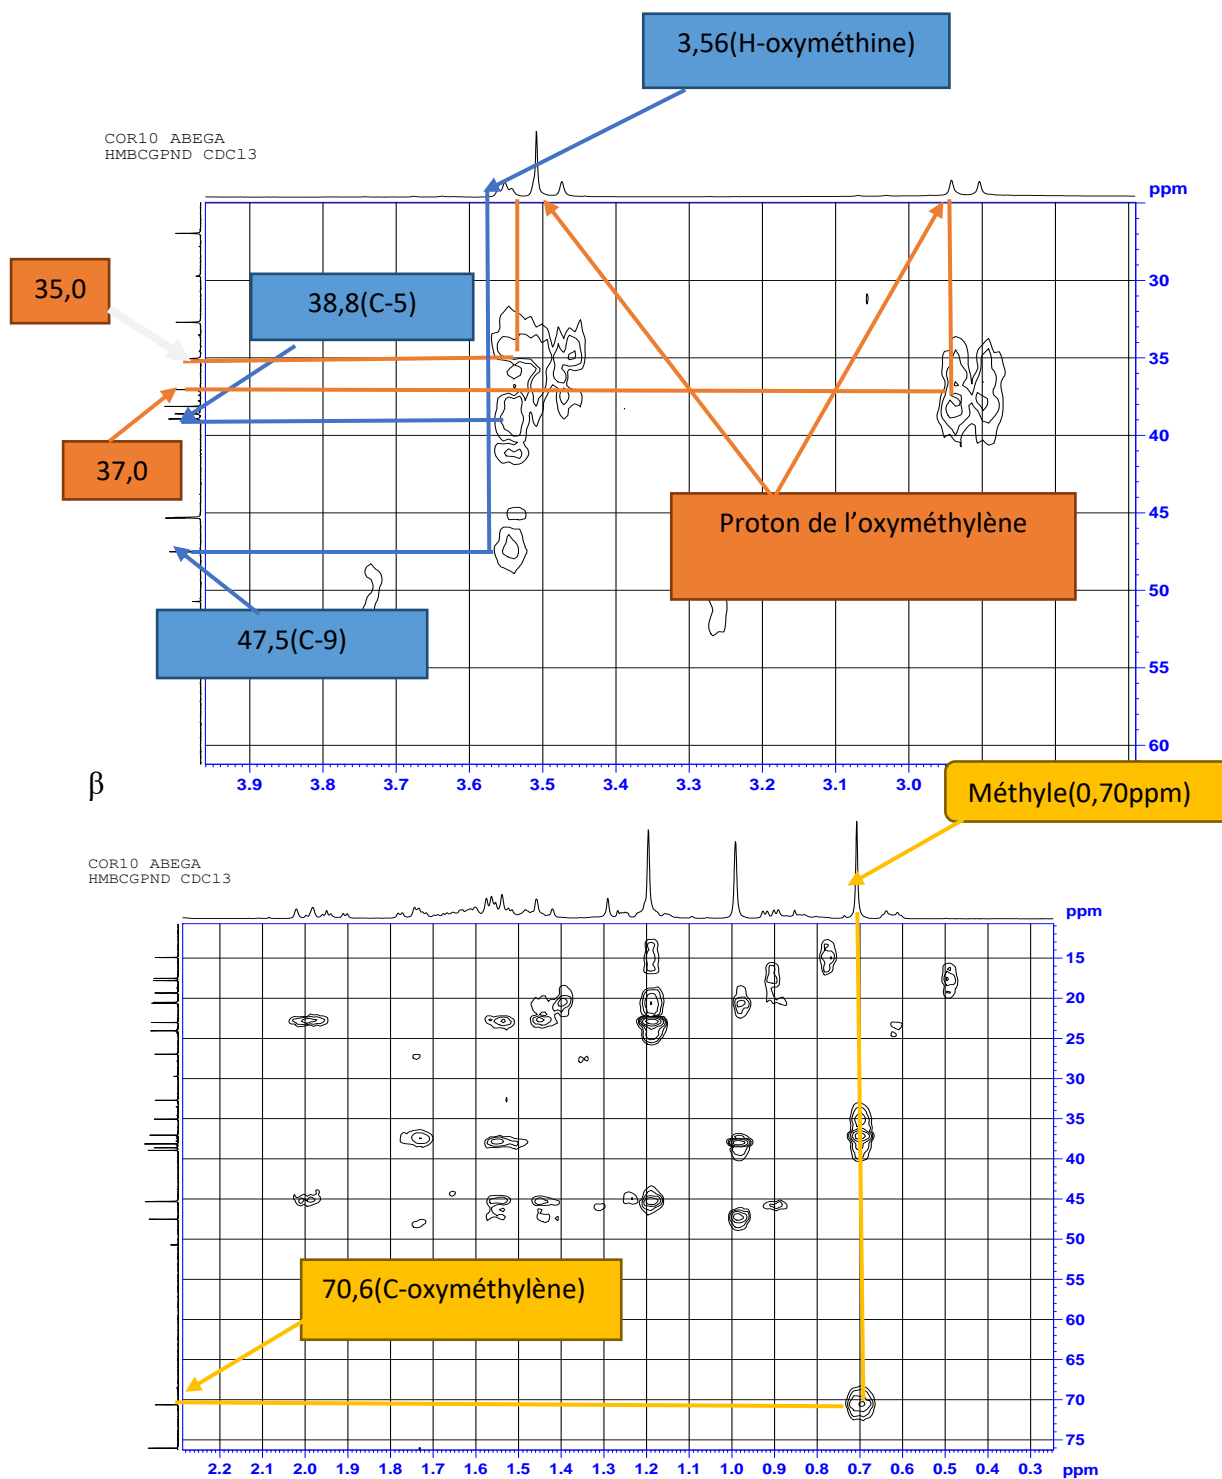 3,56(H-oxyméthine)
COR10 ABEGA
HMBCGPND CDCl3
ppm
35,0
38,8(C-5)
30
35
37,0
40
Proton de l’oxyméthylène
45
50
47,5(C-9)
55
60
3.9 3.8 3.7 3.6 3.5 3.4 3.3 3.2 3.1 3.0
β
Méthyle(0,70ppm)
COR10 ABEGA
HMBCGPND CDCl3
ppm
15
20
25
30
35
40
45
50
55
70,6(C-oxyméthylène)
60
65
70
75
2.2 2.1 2.0 1.9 1.8 1.7 1.6 1.5 1.4 1.3 1.2 1.1 1.0 0.9 0.8 0.7 0.6 0.5 0.4 0.3 ppm